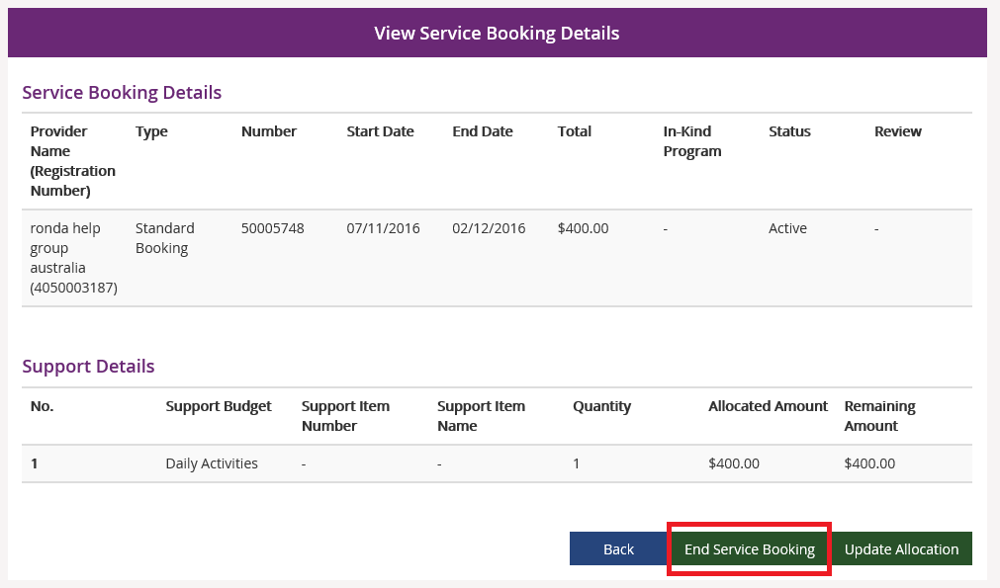 View Service Booking Details
Service Booking Details
Provider Name (Registration Number) Type Number Start Date End Date Total In-Kind Program Status Review
ronda help group australia (4050003187) Standard Booking 50005748 07/11/2016 02/12/2016 $400.00 - Active -
Support Details
No. Support Budget Support Item Number Support Item Name Quantity Allocated Amount Remaining Amount
1 Daily Activities - - 1 $400.00 $400.00
Back End Service Booking Update Allocation